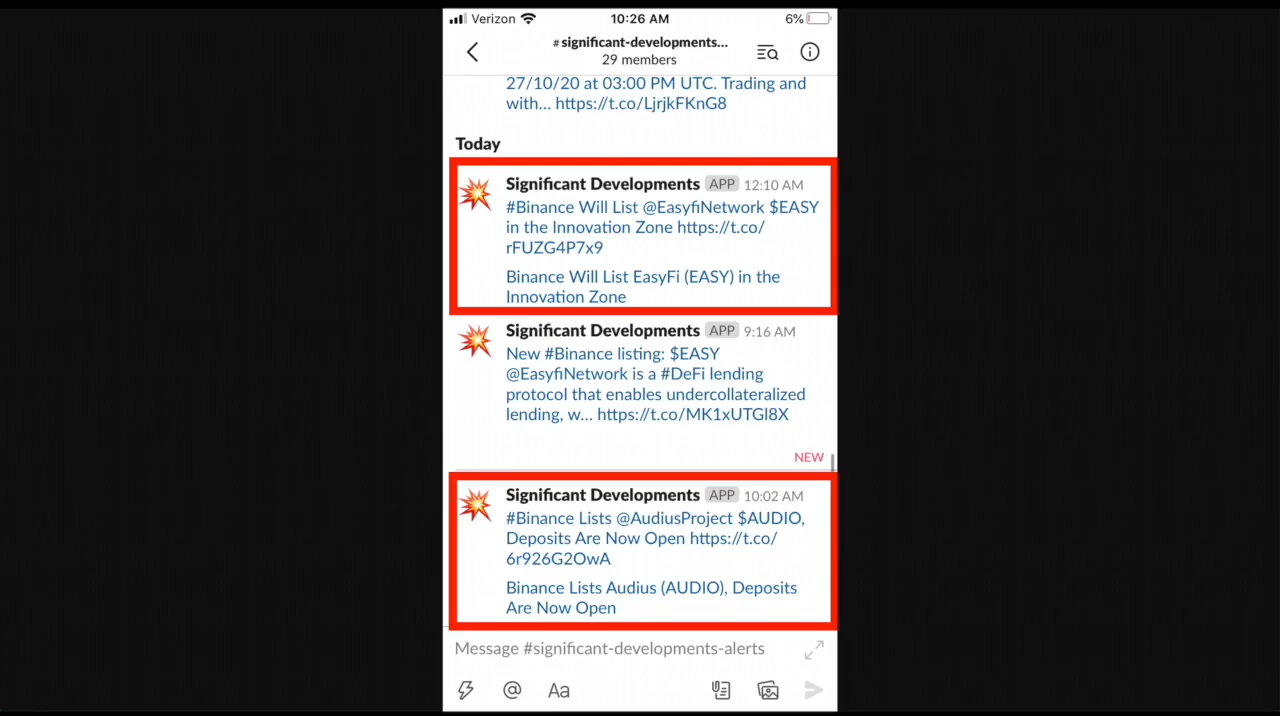 Verizon 10:26 AM 6%
#significant-developments...
29 members
27/10/20 at 03:00 PM UTC. Trading and
with... https://t.co/LjrjkFKnG8
Today
Significant Developments APP 12:10 AM
#Binance Will List @EasyfiNetwork $EASY
in the Innovation Zone https://t.co/
rFUZG4P7x9
Binance Will List EasyFi (EASY) in the
Innovation Zone
Significant Developments APP 9:16 AM
New #Binance listing: $EASY
@EasyfiNetwork is a #DeFi lending
protocol that enables undercollateralized
lending, w... https://t.co/MK1xUTGl8X
NEW
Significant Developments APP 10:02 AM
#Binance Lists @AudiusProject $AUDIO,
Deposits Are Now Open https://t.co/
6r926G2OwA
Binance Lists Audius (AUDIO), Deposits
Are Now Open
Message #significant-developments-alerts
@ Aa